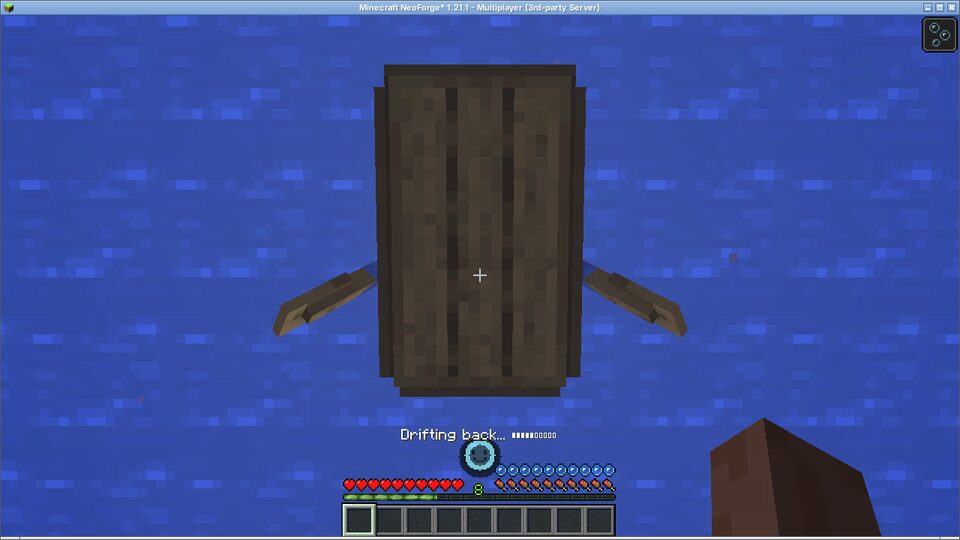 Minecraft NeoForge* 1.21.1 - Multiplayer (3rd-party Server)
Drifting back...
8